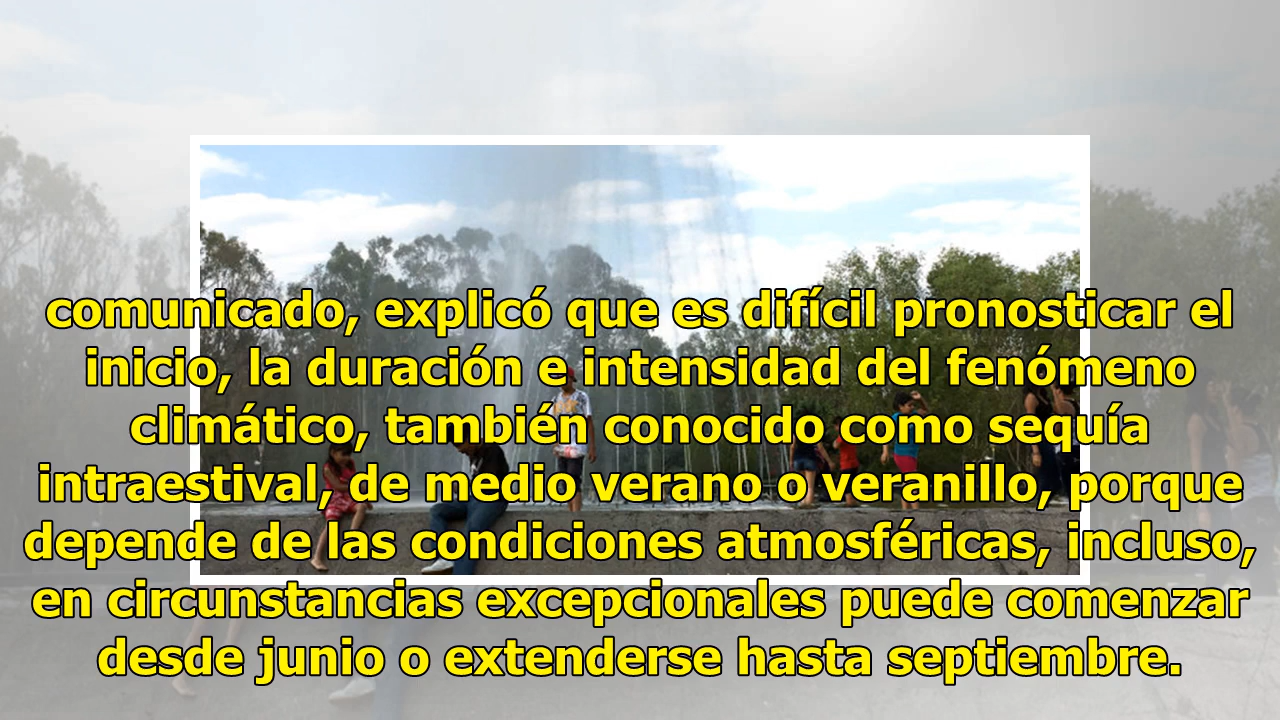 comunicado, explicó que es difícil pronosticar el
inicio, la duración e intensidad del fenómeno
climático, también conocido como sequía
intraestival, de medio verano o veranillo, porque
depende de las condiciones atmosféricas, incluso,
en circunstancias excepcionales puede comenzar
desde junio o extenderse hasta septiembre.